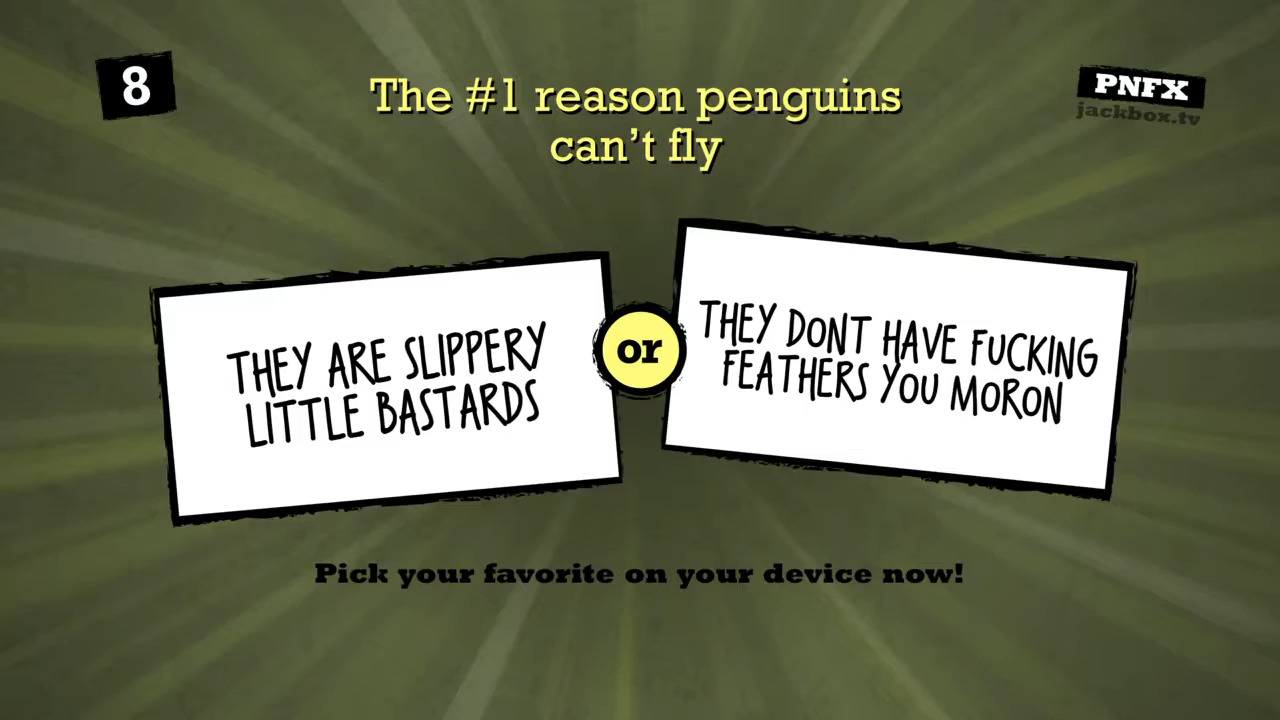 8
The #1 reason penguins
can't fly
PNFX
jackbox.tv
THEY ARE SLIPPERY
LITTLE BASTARDS
or
THEY DONT HAVE FUCKING
FEATHERS YOU MORON
Pick your favorite on your device now!